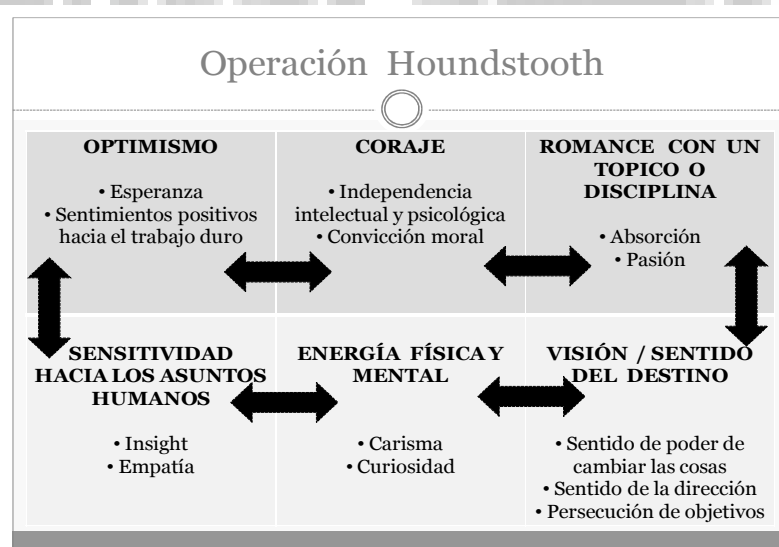 Operación Houndstooth
OPTIMISMO
• Esperanza
• Sentimientos positivos
hacia el trabajo duro
CORAJE
• Independencia
intelectual y psicológica
• Convicción moral
ROMANCE CON UN
TOPICO O
DISCIPLINA
• Absorción
• Pasión
SENSITIVIDAD
HACIA LOS ASUNTOS
HUMANOS
• Insight
• Empatía
ENERGÍA FÍSICA Y
MENTAL
• Carisma
• Curiosidad
VISIÓN / SENTIDO
DEL DESTINO
• Sentido de poder de
cambiar las cosas
• Sentido de la dirección
• Persecución de objetivos